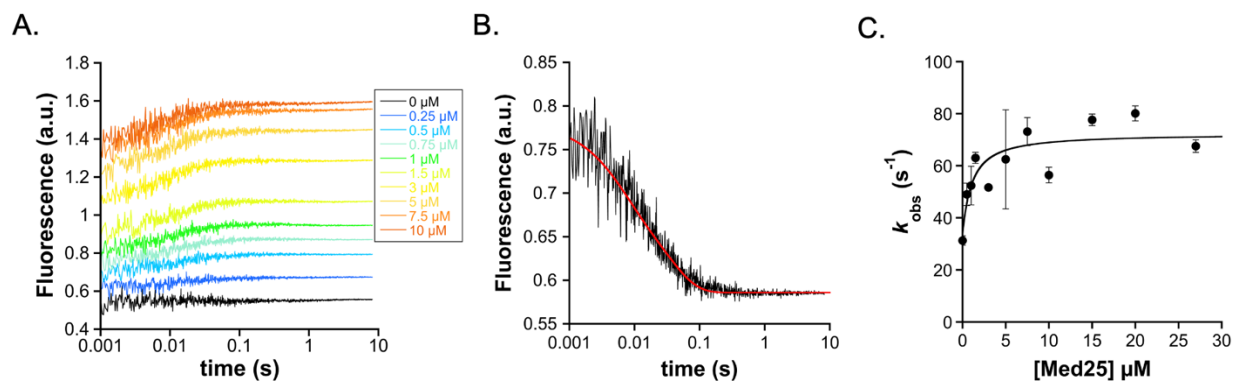 A.
1.8
1.6
1.4
1.2
1
0.8
0.6
0.4
Fluorescence (a.u.)
0.001
0.01
0.1
1
10
time (s)
0 µM
0.25 µM
0.5 µM
0.75 µM
1 µM
1.5 µM
3 µM
5 µM
7.5 µM
10 µM
B.
0.85
0.8
0.75
0.7
0.65
0.6
0.55
Fluorescence (a.u.)
0.001
0.01
0.1
1
10
time (s)
C.
100
80
60
40
20
0
k_obs (s⁻¹)
0
5
10
15
20
25
30
[Med25] µM